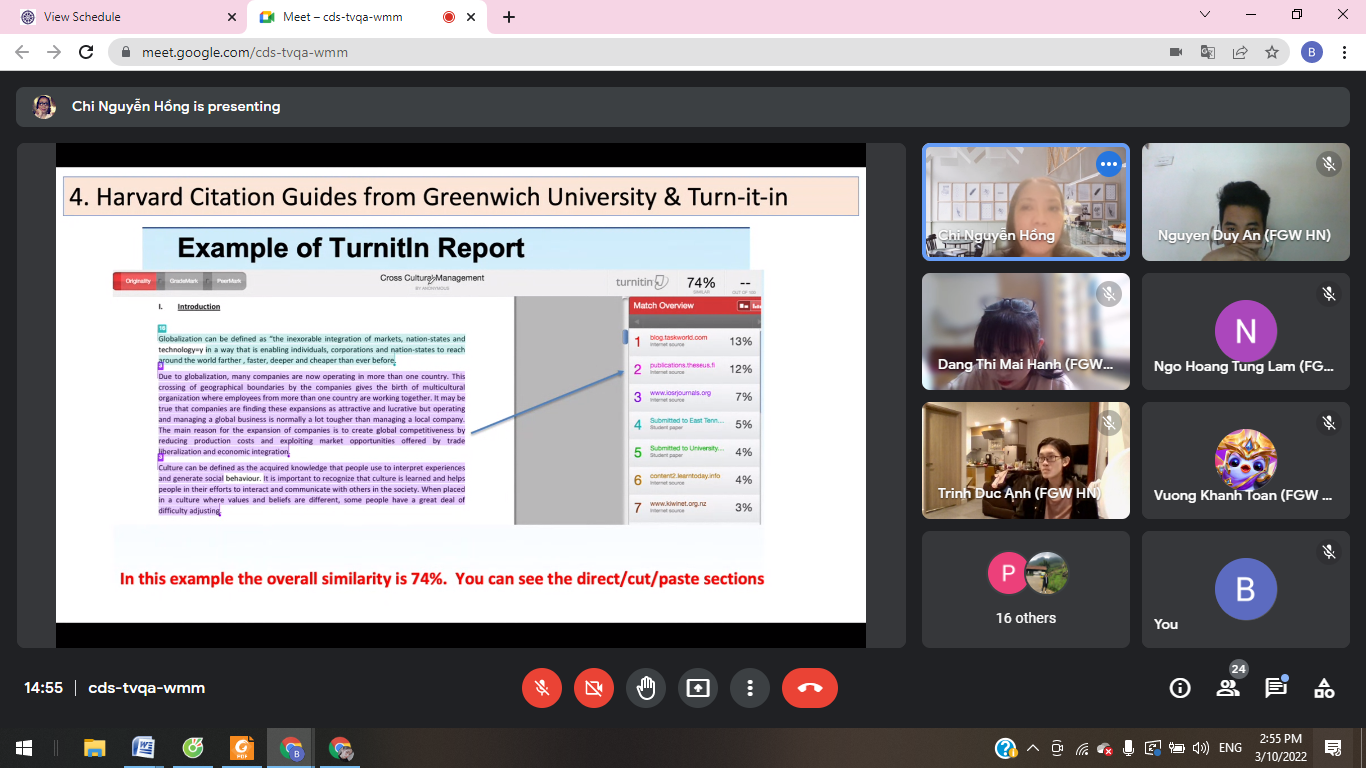 View Schedule
Meet – cds-tvqa-wmm
meet.google.com/cds-tvqa-wmm
B
Chi Nguyễn Hồng is presenting
4. Harvard Citation Guides from Greenwich University & Turn-it-in
Example of TurnitIn Report
Originality
GradeMark
PeerMark
Cross Cultural Management
BY ANONYMOUS
turnitin
74%
SIMILAR
--
OUT OF 100
I. Introduction
Globalization can be defined as "the inexorable integration of markets, nation-states and
technology=y in a way that is enabling individuals, corporations and nation-states to reach
around the world farther , faster, deeper and cheaper than ever before.
Due to globalization, many companies are now operating in more than one country. This
crossing of geographical boundaries by the companies gives the birth of multicultural
organization where employees from more than one country are working together. It may be
true that companies are finding these expansions as attractive and lucrative but operating
and managing a global business is normally a lot tougher than managing a local company.
The main reason for the expansion of companies is to create global competitiveness by
reducing production costs and exploiting market opportunities offered by trade
liberalization and economic integration.
Culture can be defined as the acquired knowledge that people use to interpret experiences
and generate social behaviour. It is important to recognize that culture is learned and helps
people in their efforts to interact and communicate with others in the society. When placed
in a culture where values and beliefs are different, some people have a great deal of
difficulty adjusting.
Match Overview
1 blog.taskworld.com 13%
Internet source
2 publications.theseus.fi 12%
Internet source
3 www.iosrjournals.org 7%
Internet source
4 Submitted to East Tenn... 5%
Student paper
5 Submitted to University... 4%
Student paper
6 content2.learntoday.info 4%
Internet source
7 www.kiwinet.org.nz 3%
Internet source
In this example the overall similarity is 74%. You can see the direct/cut/paste sections
Chi Nguyễn Hồng
Nguyen Duy An (FGW HN)
Dang Thi Mai Hanh (FGW...
N
Ngo Hoang Tung Lam (FG...
Trinh Duc Anh (FGW HN)
Vuong Khanh Toan (FGW ...
P
16 others
B
You
14:55
cds-tvqa-wmm
24
W
PDF
B
ENG
2:55 PM
3/10/2022